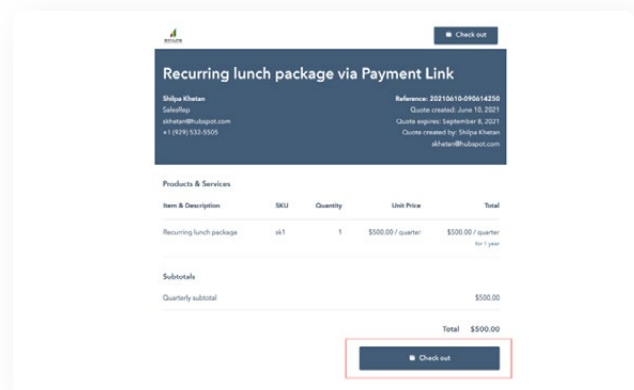 Check out
Recurring lunch package via Payment Link
Shilpa Khetan
SalesRep
skhetan@hubspot.com
+1 (929) 532-5505
Reference: 20210610-090614250
Quote created: June 10, 2021
Quote expires: September 8, 2021
Quote created by: Shilpa Khetan
skhetan@hubspot.com
Products & Services
Item & Description SKU Quantity Unit Price Total
Recurring lunch package sk1 1 $500.00 / quarter $500.00 / quarter
for 1 year
Subtotals
Quarterly subtotal $500.00
Total $500.00
Check out